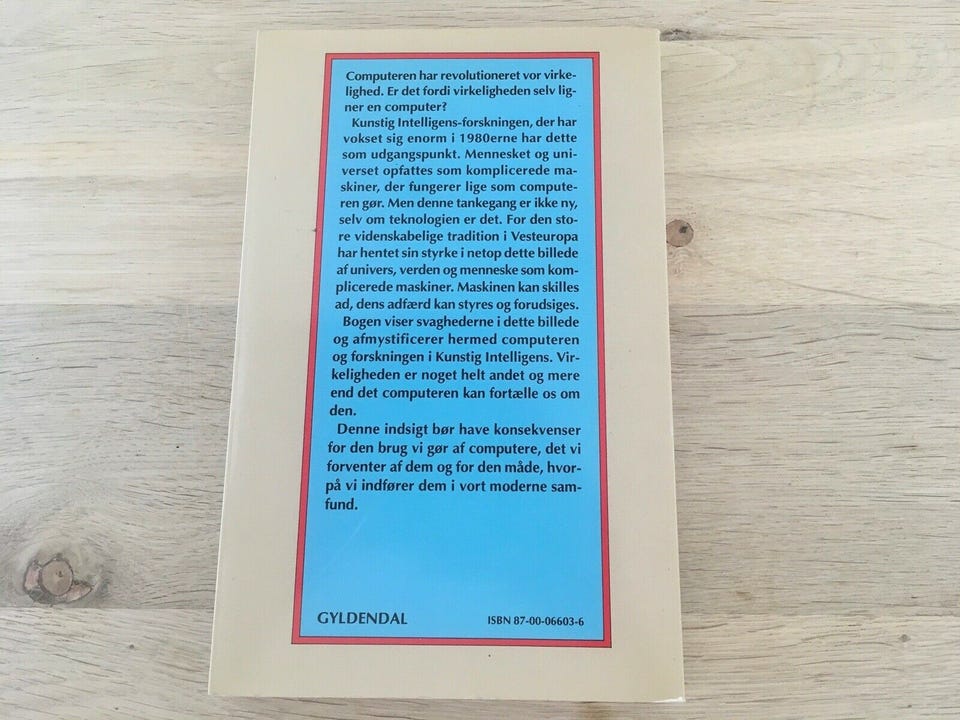 Computeren har revolutioneret vor virke-
lighed. Er det fordi virkeligheden selv lig-
ner en computer?
Kunstig Intelligens-forskningen, der har
vokset sig enorm i 1980erne har dette
som udgangspunkt. Mennesket og uni-
verset opfattes som komplicerede ma-
skiner, der fungerer lige som compute-
ren gør. Men denne tankegang er ikke ny,
selv om teknologien er det. For den sto-
re videnskabelige tradition i Vesteuropa
har hentet sin styrke i netop dette billede
af univers, verden og menneske som kom-
plicerede maskiner. Maskinen kan skilles
ad, dens adfærd kan styres og forudsiges.
Bogen viser svaghederne i dette billede
og afmystificerer hermed computeren
og forskningen i Kunstig Intelligens. Vir-
keligheden er noget helt andet og mere
end det computeren kan fortælle os om
den.
Denne indsigt bør have konsekvenser
for den brug vi gør af computere, det vi
forventer af dem og for den måde, hvor-
på vi indfører dem i vort moderne sam-
fund.
GYLDENDAL
ISBN 87-00-06603-6